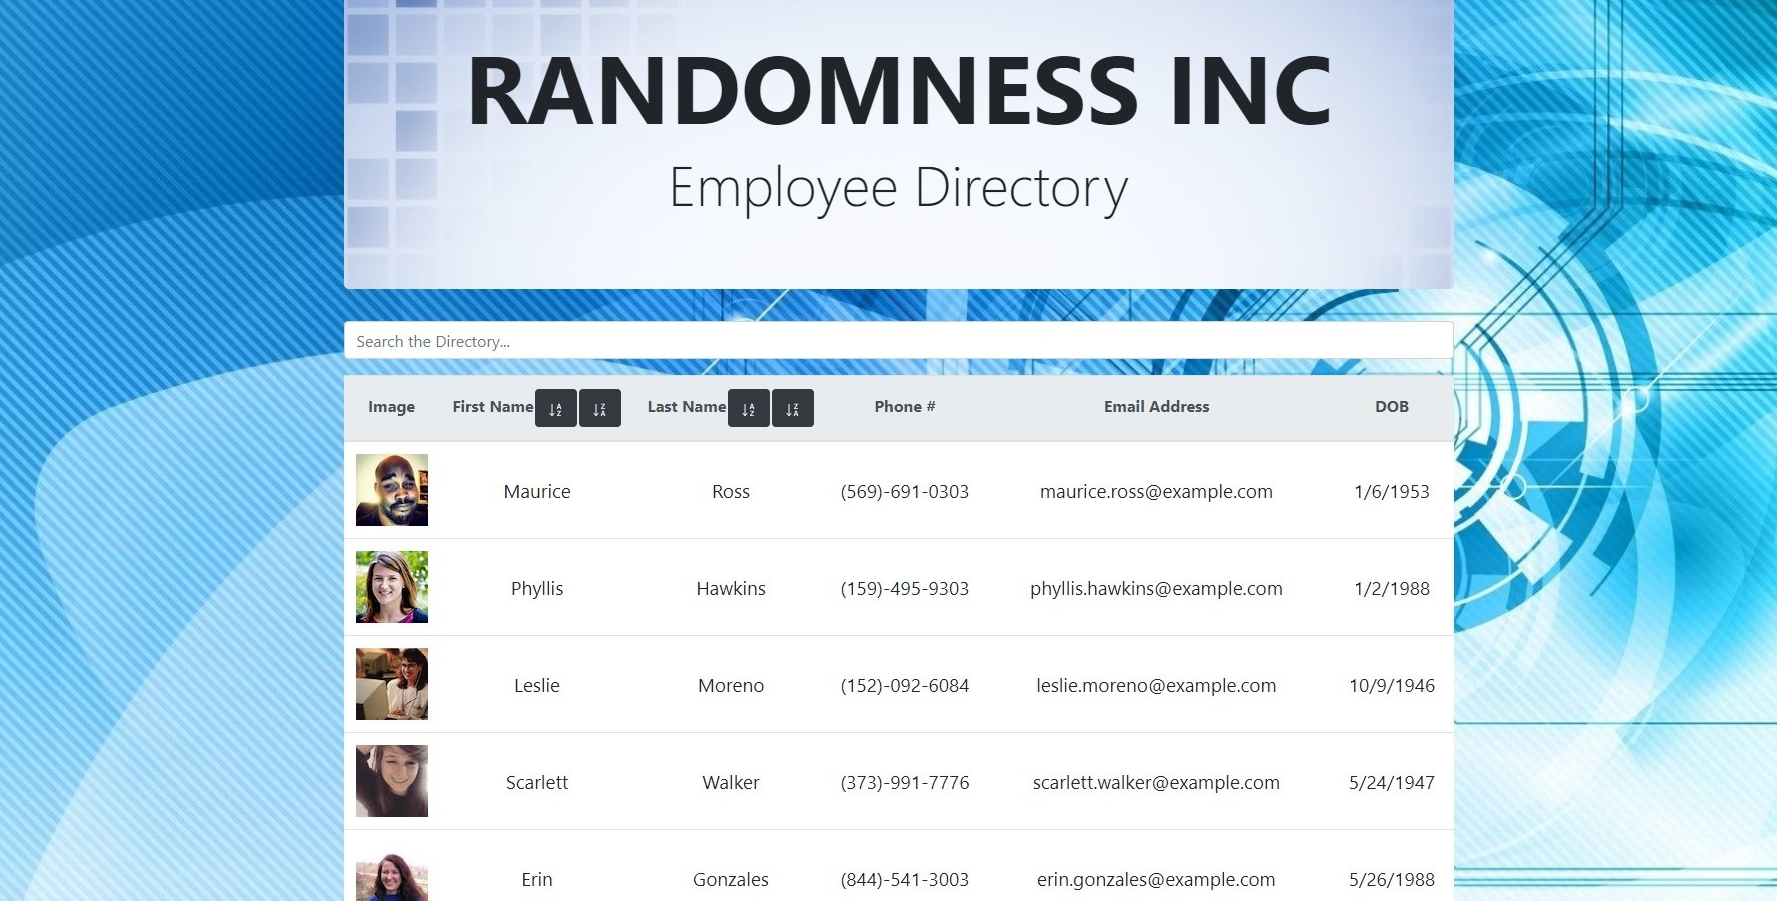 RANDOMNESS INC
Employee Directory
Search the Directory...
Image First Name A Z Z A Last Name A Z Z A Phone # Email Address DOB
Maurice Ross (569)-691-0303 maurice.ross@example.com 1/6/1953
Phyllis Hawkins (159)-495-9303 phyllis.hawkins@example.com 1/2/1988
Leslie Moreno (152)-092-6084 leslie.moreno@example.com 10/9/1946
Scarlett Walker (373)-991-7776 scarlett.walker@example.com 5/24/1947
Erin Gonzales (844)-541-3003 erin.gonzales@example.com 5/26/1988